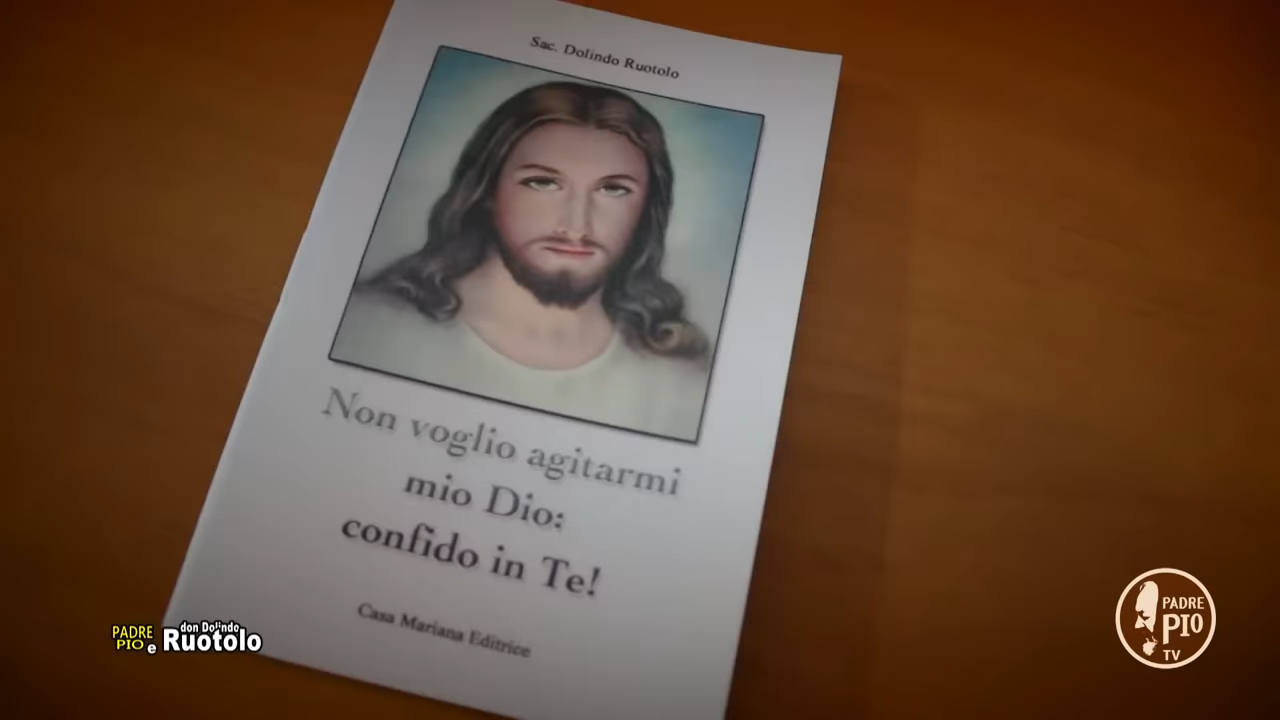 Sac. Dolindo Ruotolo
Non voglio agitarmi
mio Dio:
confido in Te!
Casa Mariana Editrice
PADRE
PIO e
don Dolindo
Ruotolo
PADRE
PIO
TV